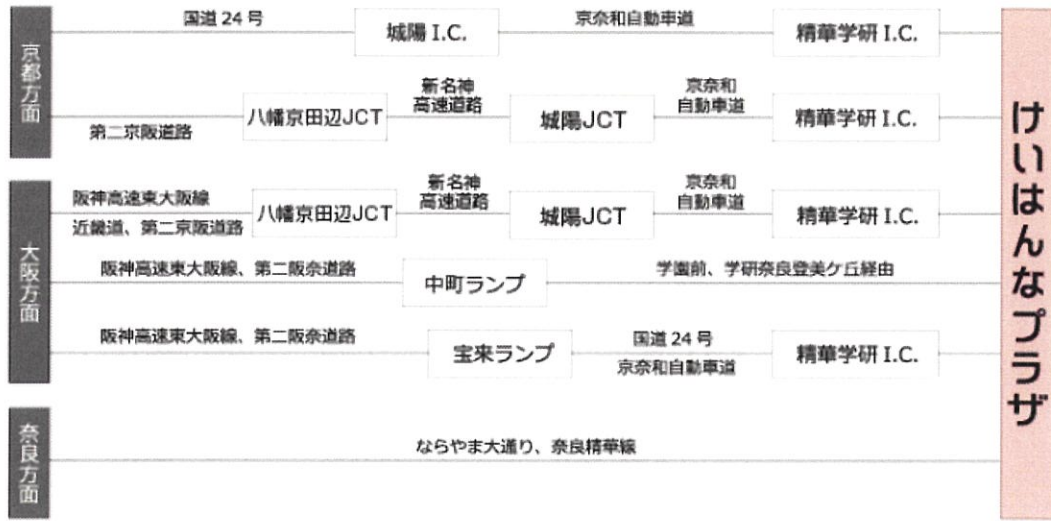 京都方面
国道 24 号
城陽 I.C.
京奈和自動車道
精華学研 I.C.
第二京阪道路
八幡京田辺JCT
新名神
高速道路
城陽JCT
京奈和
自動車道
精華学研 I.C.
大阪方面
阪神高速東大阪線
近畿道、第二京阪道路
八幡京田辺JCT
新名神
高速道路
城陽JCT
京奈和
自動車道
精華学研 I.C.
阪神高速東大阪線、第二阪奈道路
中町ランプ
学園前、学研奈良登美ケ丘経由
阪神高速東大阪線、第二阪奈道路
宝来ランプ
国道 24 号
京奈和自動車道
精華学研 I.C.
奈良方面
ならやま大通り、奈良精華線
けいはんなプラザ